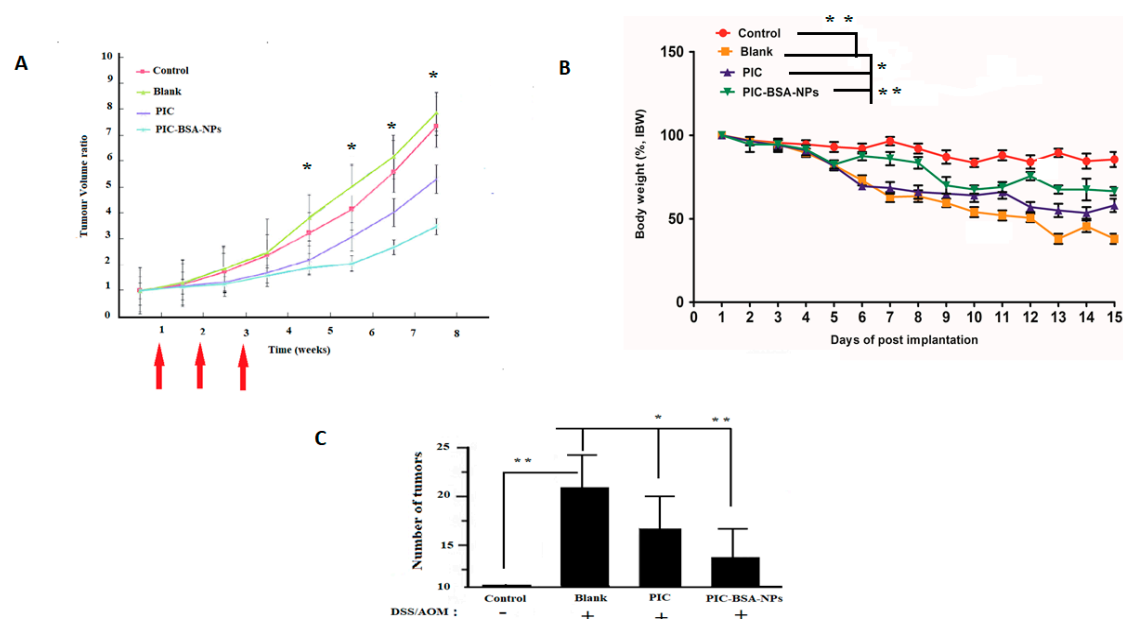 A
Tumour Volume ratio
10
9
8
7
6
5
4
3
2
1
0
Control
Blank
PIC
PIC-BSA-NPs
*
*
*
*
1 2 3 4 5 6 7 8
Time (weeks)
B
Body weight (%, IBW)
150
100
50
0
Control
Blank
PIC
PIC-BSA-NPs
* *
*
* *
0 1 2 3 4 5 6 7 8 9 10 11 12 13 14 15
Days of post implantation
C
Number of tumors
25
20
15
10
* *
*
* *
Control Blank PIC PIC-BSA-NPs
DSS/AOM : - + + +